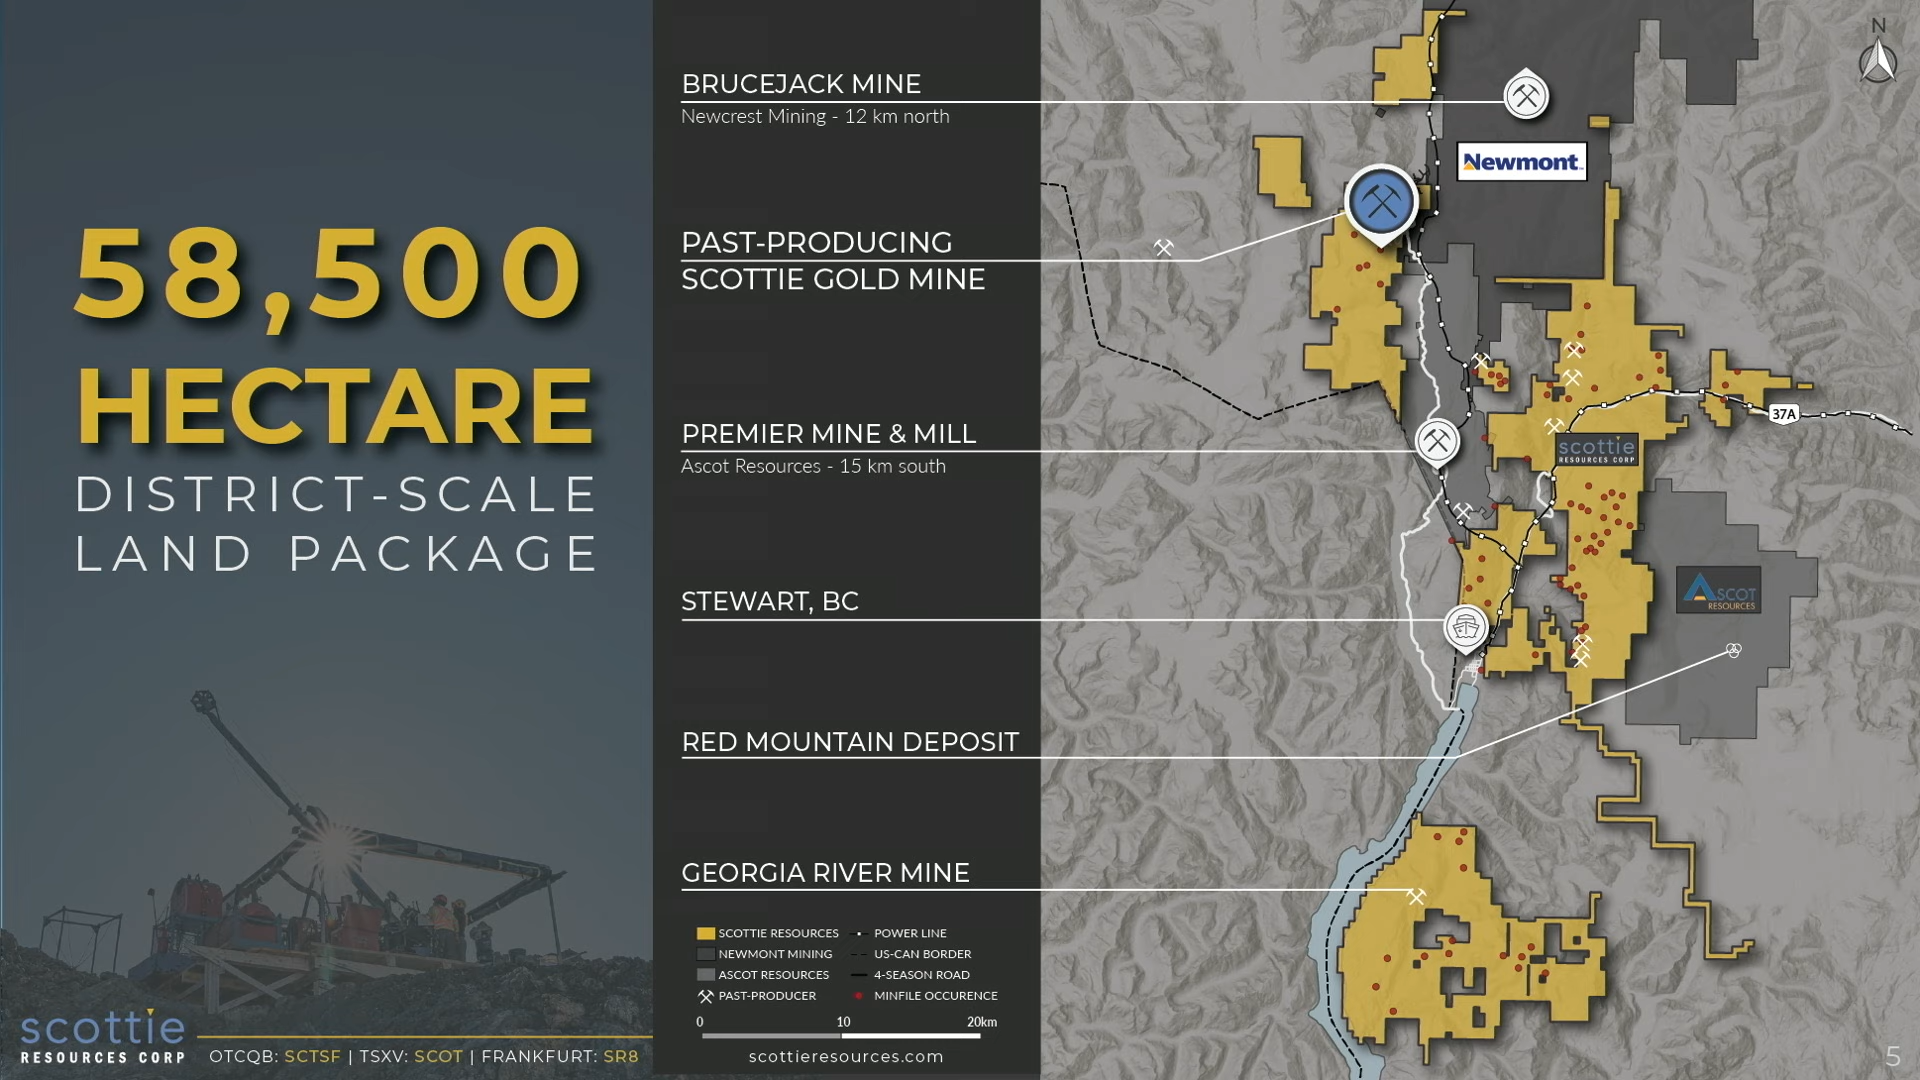 58,500
HECTARE
DISTRICT-SCALE
LAND PACKAGE
scottie
RESOURCES CORP
OTCQB: SCTSF | TSXV: SCOT | FRANKFURT: SR8
BRUCEJACK MINE
Newcrest Mining - 12 km north
PAST-PRODUCING
SCOTTIE GOLD MINE
PREMIER MINE & MILL
Ascot Resources - 15 km south
STEWART, BC
RED MOUNTAIN DEPOSIT
GEORGIA RIVER MINE
SCOTTIE RESOURCES
NEWMONT MINING
ASCOT RESOURCES
PAST-PRODUCER
POWER LINE
US-CAN BORDER
4-SEASON ROAD
MINFILE OCCURENCE
0 10 20km
scottieresources.com
N
Newmont
37A
scottie
RESOURCES CORP
ASCOT
RESOURCES
5